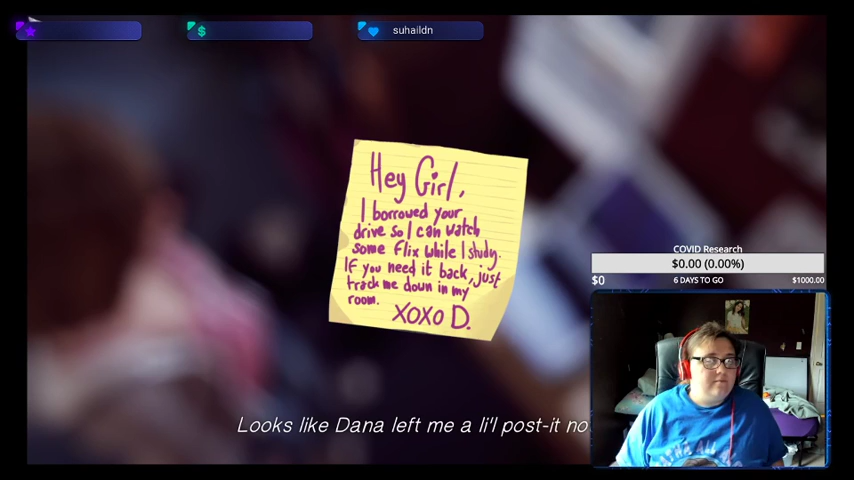 suhaildn
Hey Girl,
I borrowed your
drive so I can watch
some Flix while I study.
If you need it back, just
track me down in my
room.
XOXO D.
COVID Research
$0.00 (0.00%)
$0 6 DAYS TO GO $1000.00
Looks like Dana left me a li'l post-it no